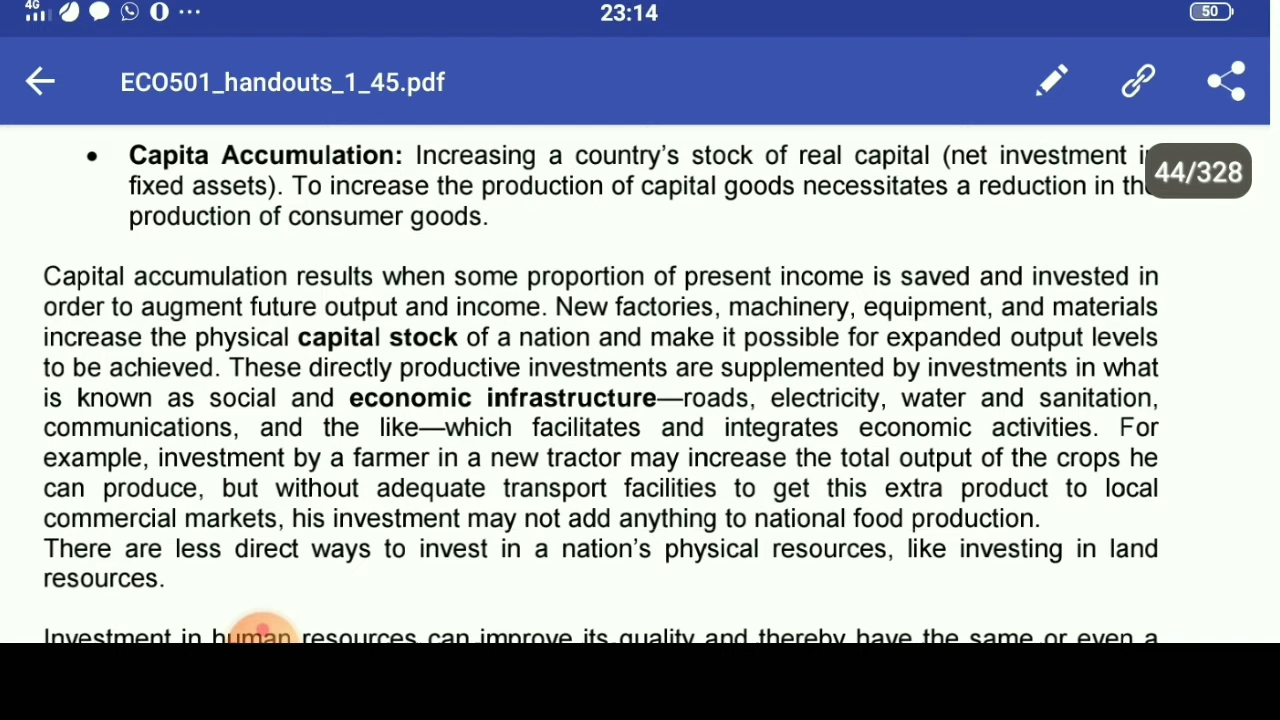 4G
23:14
50
ECO501_handouts_1_45.pdf
• Capita Accumulation: Increasing a country's stock of real capital (net investment i
44/328
fixed assets). To increase the production of capital goods necessitates a reduction in th
production of consumer goods.
Capital accumulation results when some proportion of present income is saved and invested in
order to augment future output and income. New factories, machinery, equipment, and materials
increase the physical capital stock of a nation and make it possible for expanded output levels
to be achieved. These directly productive investments are supplemented by investments in what
is known as social and economic infrastructure—roads, electricity, water and sanitation,
communications, and the like—which facilitates and integrates economic activities. For
example, investment by a farmer in a new tractor may increase the total output of the crops he
can produce, but without adequate transport facilities to get this extra product to local
commercial markets, his investment may not add anything to national food production.
There are less direct ways to invest in a nation's physical resources, like investing in land
resources.
Investment in human resources can improve its quality and thereby have the same or even a